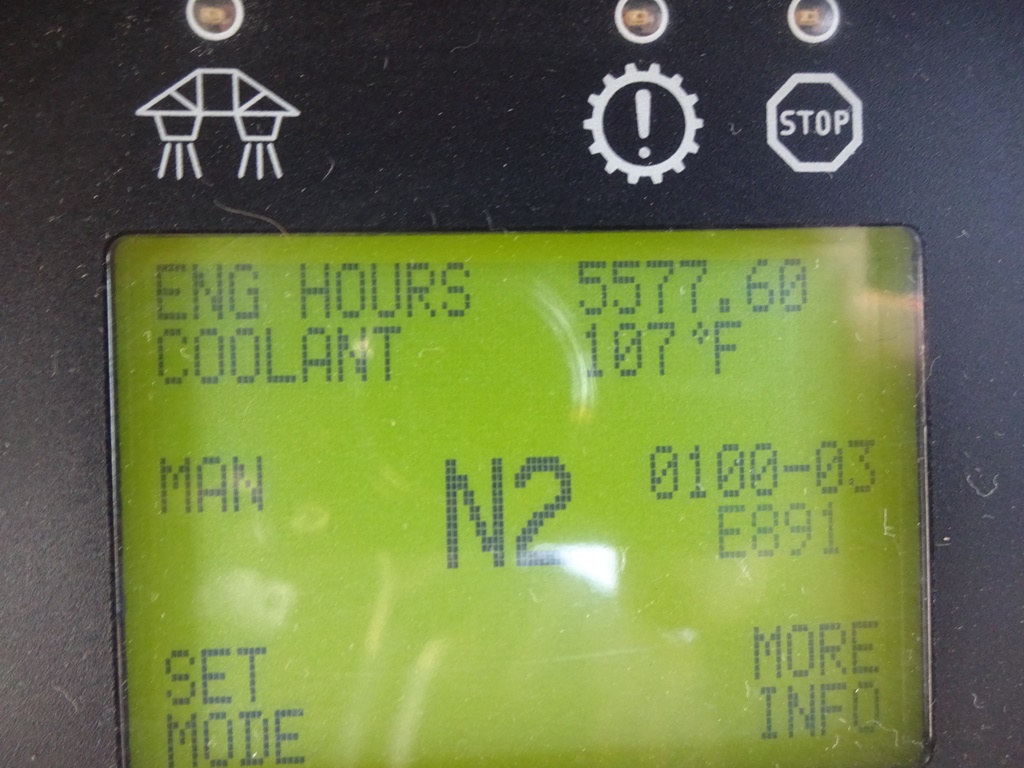 STOP
ENG HOURS 5577.60
COOLANT 107°F
MAN N2 0100-03
E891
SET MORE
MODE INFO